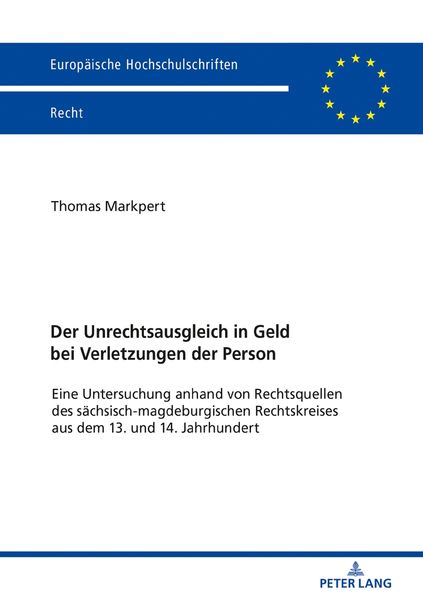 Europäische Hochschulschriften
Recht
Thomas Markpert
Der Unrechtsausgleich in Geld
bei Verletzungen der Person
Eine Untersuchung anhand von Rechtsquellen
des sächsisch-magdeburgischen Rechtskreises
aus dem 13. und 14. Jahrhundert
PETER LANG